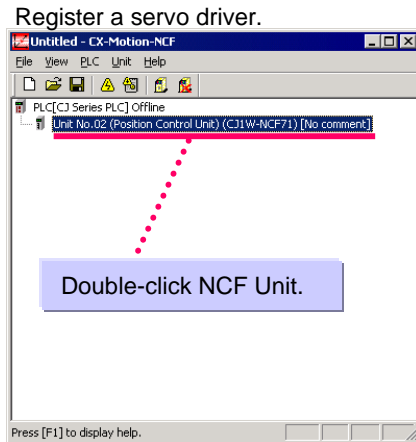 Register a servo driver.
Untitled - CX-Motion-NCF
File View PLC Unit Help
PLC[CJ Series PLC] Offline
Unit No.02 (Position Control Unit) (CJ1W-NCF71) [No comment]
Double-click NCF Unit.
Press [F1] to display help.